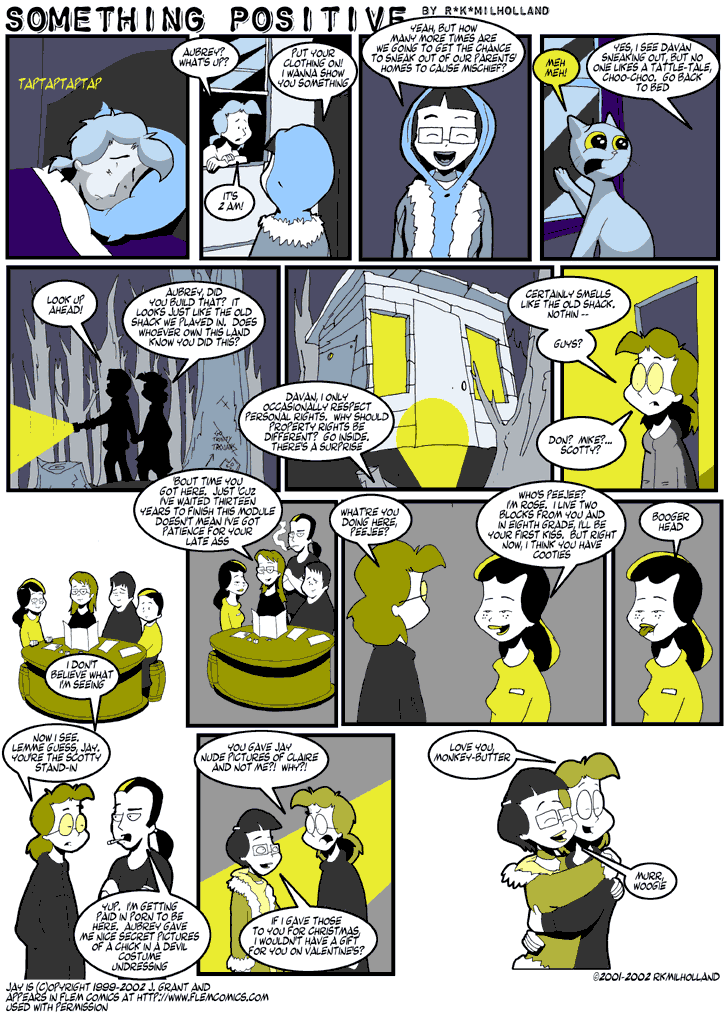 SOMETHING POSITIVE BY R*K*MILHOLLAND
TAPTAPTAPTAP
AUBREY?
WHAT'S UP?
PUT YOUR
CLOTHING ON!
I WANNA SHOW
YOU SOMETHING
IT'S
2 AM!
YEAH, BUT HOW
MANY MORE TIMES ARE
WE GOING TO GET THE CHANCE
TO SNEAK OUT OF OUR PARENTS'
HOMES TO CAUSE MISCHIEF?
MEH
MEH!
YES, I SEE DAVAN
SNEAKING OUT, BUT NO
ONE LIKES A TATTLE-TALE,
CHOO-CHOO. GO BACK
TO BED
LOOK UP
AHEAD!
AUBREY, DID
YOU BUILD THAT? IT
LOOKS JUST LIKE THE OLD
SHACK WE PLAYED IN. DOES
WHOEVER OWN THIS LAND
KNOW YOU DID THIS?
TROJANS
DAVAN, I ONLY
OCCASIONALLY RESPECT
PERSONAL RIGHTS. WHY SHOULD
PROPERTY RIGHTS BE
DIFFERENT? GO INSIDE.
THERE'S A SURPRISE
CERTAINLY SMELLS
LIKE THE OLD SHACK.
NOTHIN --
GUYS?
DON? MIKE?...
SCOTTY?
I DON'T
BELIEVE WHAT
I'M SEEING
'BOUT TIME YOU
GOT HERE. JUST CUZ
I'VE WAITED THIRTEEN
YEARS TO FINISH THIS MODULE
DOESN'T MEAN I'VE GOT
PATIENCE FOR YOUR
LATE ASS
WHAT'RE YOU
DOING HERE,
PEEJEE?
WHO'S PEEJEE?
I'M ROSE. I LIVE TWO
BLOCKS FROM YOU AND
IN EIGHTH GRADE, I'LL BE
YOUR FIRST KISS. BUT RIGHT
NOW, I THINK YOU HAVE
COOTIES
BOOGER
HEAD
NOW I SEE.
LEMME GUESS, JAY,
YOU'RE THE SCOTTY
STAND-IN
YUP. I'M GETTING
PAID IN PORN TO BE
HERE. AUBREY GAVE
ME NICE SECRET PICTURES
OF A CHICK IN A DEVIL
COSTUME
UNDRESSING
YOU GAVE JAY
NUDE PICTURES OF CLAIRE
AND NOT ME?! WHY?!
IF I GAVE THOSE
TO YOU FOR CHRISTMAS,
I WOULDN'T HAVE A GIFT
FOR YOU ON VALENTINE'S?
LOVE YOU,
MONKEY-BUTTER
MURR,
WOOGIE
©2001-2002 RKMILHOLLAND
JAY IS (C)OPYRIGHT 1999-2002 J. GRANT AND
APPEARS IN FLEM COMICS AT HTTP://WWW.FLEMCOMICS.COM
USED WITH PERMISSION